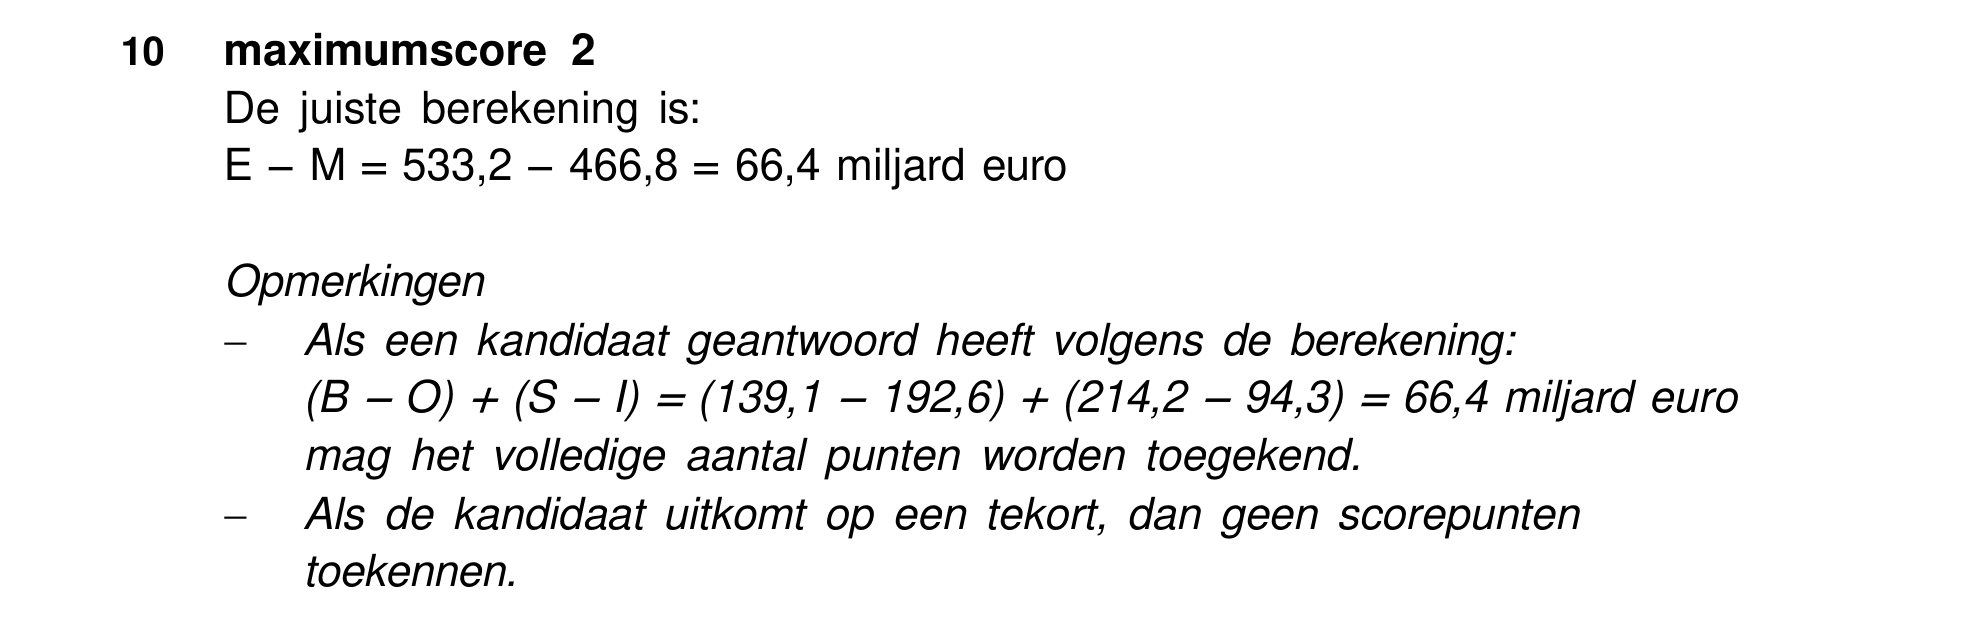 10 maximumscore 2
De juiste berekening is:
E – M = 533,2 – 466,8 = 66,4 miljard euro
Opmerkingen
– Als een kandidaat geantwoord heeft volgens de berekening:
(B – O) + (S – I) = (139,1 – 192,6) + (214,2 – 94,3) = 66,4 miljard euro
mag het volledige aantal punten worden toegekend.
– Als de kandidaat uitkomt op een tekort, dan geen scorepunten
toekennen.